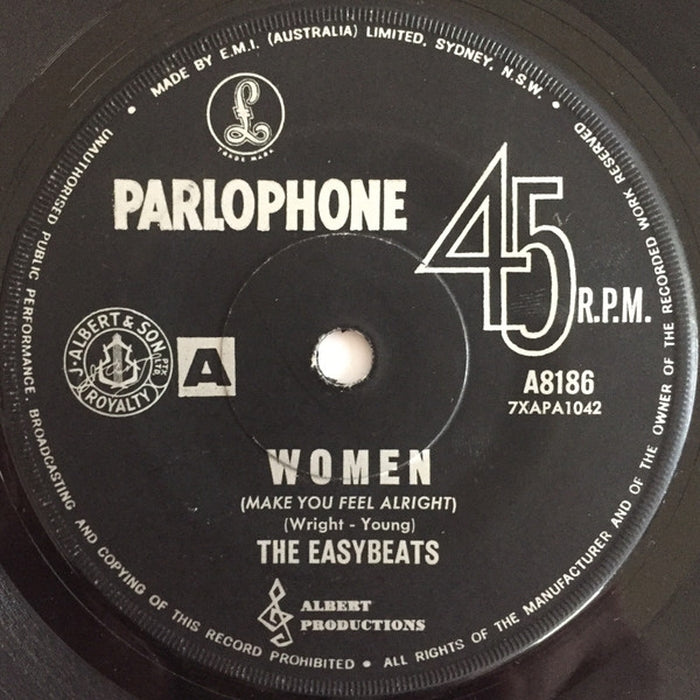 MADE BY E.M.I. (AUSTRALIA) LIMITED, SYDNEY, N.S.W. •
£
TRADE MARK
PARLOPHONE
45 R.P.M.
J. ALBERT & SON PTY. LTD.
ROYALTY
A
A8186
7XAPA1042
WOMEN
(MAKE YOU FEEL ALRIGHT)
(Wright - Young)
THE EASYBEATS
ALBERT
PRODUCTIONS
UNAUTHORISED PUBLIC PERFORMANCE, BROADCASTING AND COPYING OF THIS RECORD PROHIBITED • ALL RIGHTS OF THE MANUFACTURER AND OF THE OWNER OF THE RECORDED WORK RESERVED